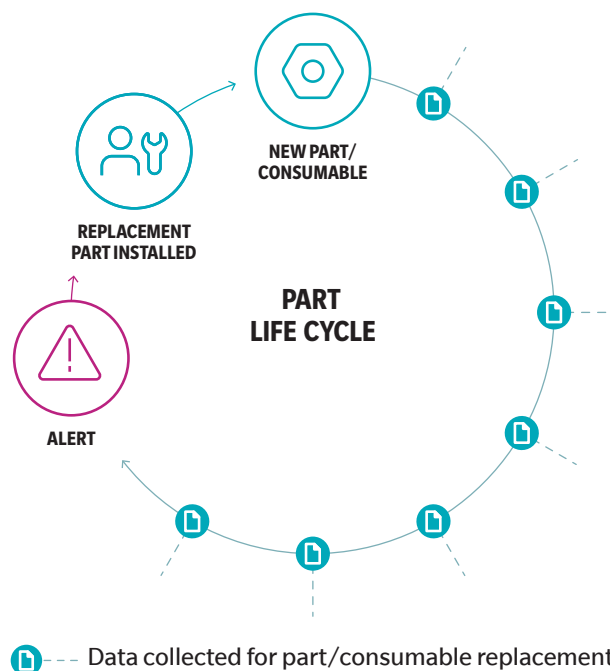 NEW PART/
CONSUMABLE
REPLACEMENT
PART INSTALLED
PART
LIFE CYCLE
ALERT
Data collected for part/consumable replacement